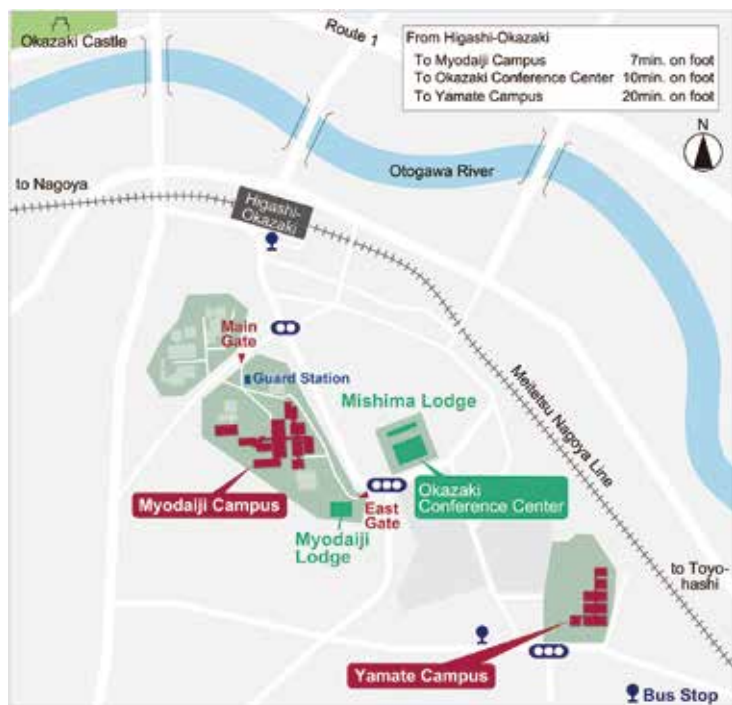 Okazaki Castle
Route 1
From Higashi-Okazaki
To Myodaiji Campus 7min. on foot
To Okazaki Conference Center 10min. on foot
To Yamate Campus 20min. on foot
N
to Nagoya
Otogawa River
Higashi-
Okazaki
Main
Gate
Guard Station
Mishima Lodge
Meitetsu Nagoya Line
Myodaiji Campus
Okazaki
Conference Center
East
Gate
Myodaiji
Lodge
to Toyo-
hashi
Yamate Campus
Bus Stop